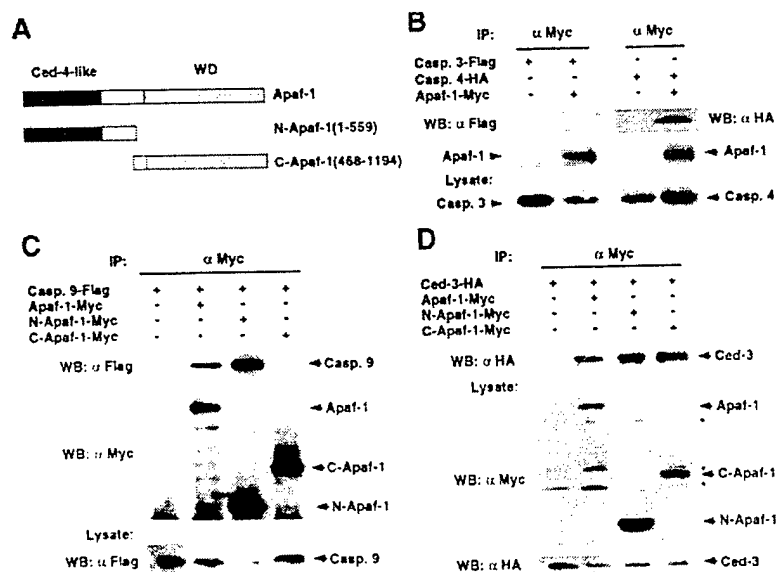 A
Ced-4-like WD
Apaf-1
N-Apaf-1(1-559)
C-Apaf-1(468-1194)
B
IP: α Myc α Myc
Casp. 3-Flag + + - -
Casp. 4-HA - - + +
Apaf-1-Myc - + - +
WB: α Flag WB: α HA
Apaf-1 Apaf-1
Lysate:
Casp. 3 Casp. 4
C
IP: α Myc
Casp. 9-Flag + + + +
Apaf-1-Myc - + - -
N-Apaf-1-Myc - - + -
C-Apaf-1-Myc - - - +
WB: α Flag Casp. 9
Apaf-1
WB: α Myc C-Apaf-1
N-Apaf-1
Lysate:
WB: α Flag Casp. 9
D
IP: α Myc
Ced-3-HA + + + +
Apaf-1-Myc - + - -
N-Apaf-1-Myc - - + -
C-Apaf-1-Myc - - - +
WB: α HA Ced-3
Lysate:
Apaf-1
WB: α Myc C-Apaf-1
N-Apaf-1
WB: α HA Ced-3